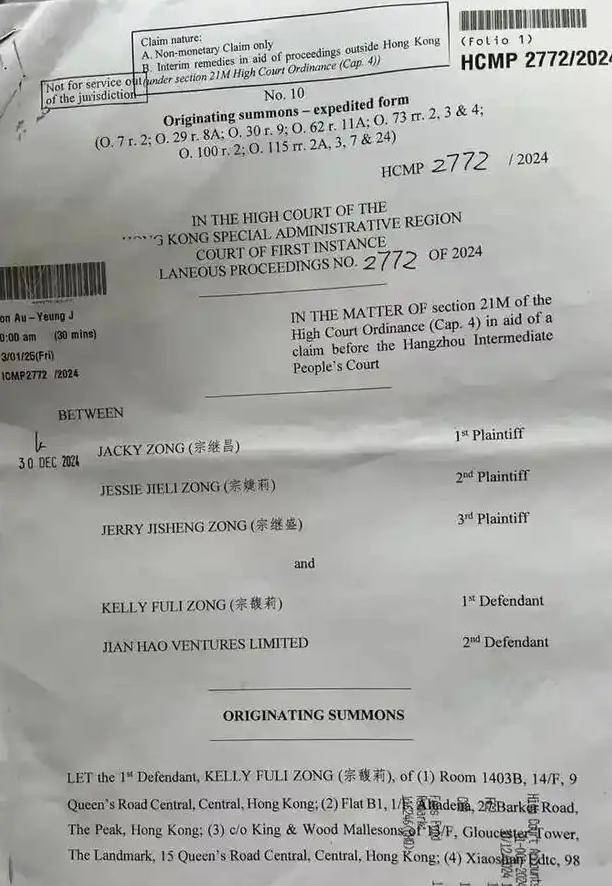 Claim nature:
A. Non-monetary Claim only
B. Interim remedies in aid of proceedings outside Hong Kong
(under section 21M High Court Ordinance (Cap. 4))
Not for service out
of the jurisdiction
(Folio 1)
HCMP 2772/2024
No. 10
Originating summons – expedited form
(O. 7 r. 2; O. 29 r. 8A; O. 30 r. 9; O. 62 r. 11A; O. 73 rr. 2, 3 & 4;
O. 100 r. 2; O. 115 rr. 2A, 3, 7 & 24)
HCMP 2772 / 2024
IN THE HIGH COURT OF THE
G KONG SPECIAL ADMINISTRATIVE REGION
COURT OF FIRST INSTANCE
LANEOUS PROCEEDINGS NO. 2772 OF 2024
on Au-Yeung J
0:00 am (30 mins)
3/01/25(Fri)
ICMP2772 /2024
IN THE MATTER OF section 21M of the
High Court Ordinance (Cap. 4) in aid of a
claim before the Hangzhou Intermediate
People's Court
BETWEEN
30 DEC 2024
JACKY ZONG (宗继昌) 1st Plaintiff
JESSIE JIELI ZONG (宗婕莉) 2nd Plaintiff
JERRY JISHENG ZONG (宗继盛) 3rd Plaintiff
and
KELLY FULI ZONG (宗馥莉) 1st Defendant
JIAN HAO VENTURES LIMITED 2nd Defendant
ORIGINATING SUMMONS
LET the 1st Defendant, KELLY FULI ZONG (宗馥莉), of (1) Room 1403B, 14/F, 9
Queen's Road Central, Central, Hong Kong; (2) Flat B1, 1/F, Altadena, 27 Barker Road,
The Peak, Hong Kong; (3) c/o King & Wood Mallesons of 13/F, Gloucester Tower,
The Landmark, 15 Queen's Road Central, Central, Hong Kong; (4) Xiaoshan Edtc, 98